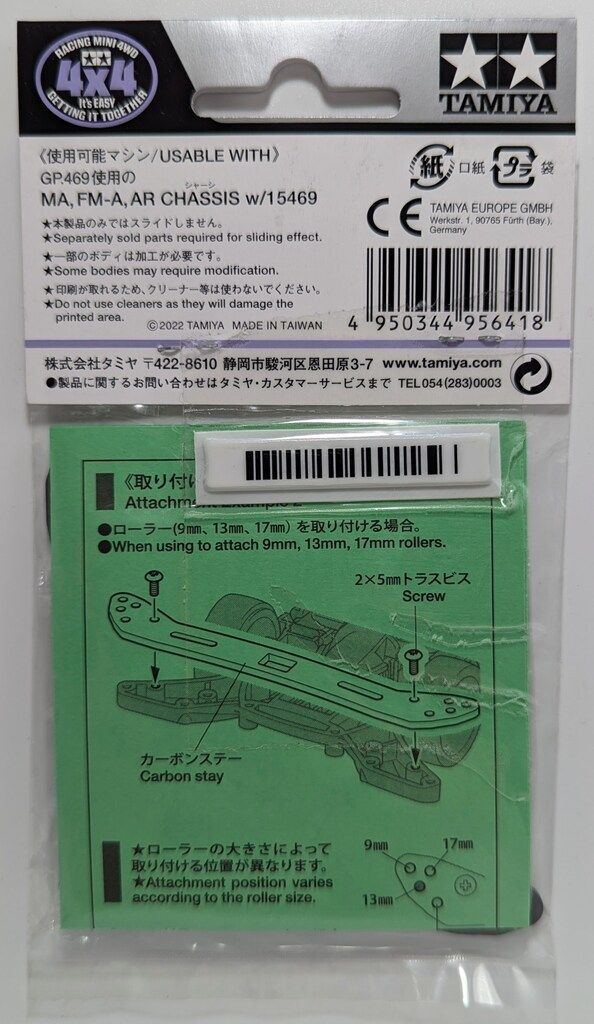 RACING MINI 4WD
4x4
It's EASY
GETTING IT TOGETHER
TAMIYA
《使用可能マシン/USABLE WITH》
GP.469使用の
シャーシ
MA, FM-A, AR CHASSIS w/15469
★本製品のみではスライドしません。
★Separately sold parts required for sliding effect.
★一部のボディは加工が必要です。
★Some bodies may require modification.
★印刷が取れるため、クリーナー等は使わないでください。
★Do not use cleaners as they will damage the
printed area.
©2022 TAMIYA MADE IN TAIWAN
紙 口紙 プラ 袋
CE TAMIYA EUROPE GMBH
Werkstr. 1, 90765 Fürth (Bay.),
Germany
4 950344 956418
株式会社タミヤ 〒422-8610 静岡市駿河区恩田原3-7 www.tamiya.com
●製品に関するお問い合わせはタミヤ・カスタマーサービスまで TEL 054(283)0003
《取り付け
Attachment
●ローラー(9mm、13mm、17mm)を取り付ける場合。
●When using to attach 9mm, 13mm, 17mm rollers.
2×5mmトラスビス
Screw
カーボンステー
Carbon stay
★ローラーの大きさによって
取り付ける位置が異なります。
★Attachment position varies
according to the roller size.
9mm
17mm
13mm